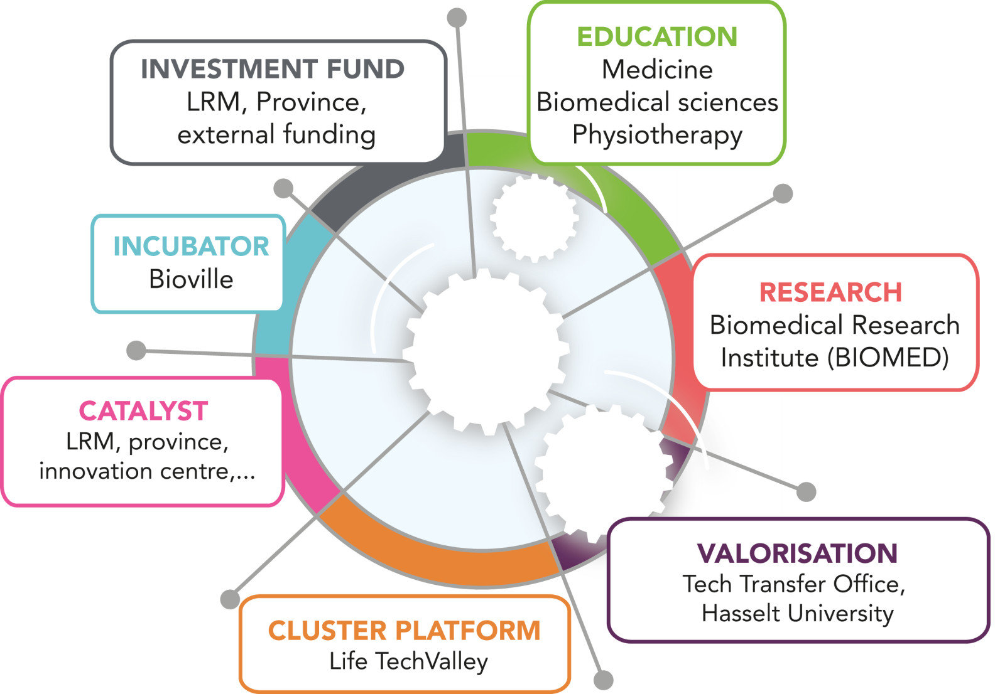 EDUCATION
Medicine
Biomedical sciences
Physiotherapy
INVESTMENT FUND
LRM, Province,
external funding
INCUBATOR
Bioville
RESEARCH
Biomedical Research
Institute (BIOMED)
CATALYST
LRM, province,
innovation centre,...
VALORISATION
Tech Transfer Office,
Hasselt University
CLUSTER PLATFORM
Life TechValley